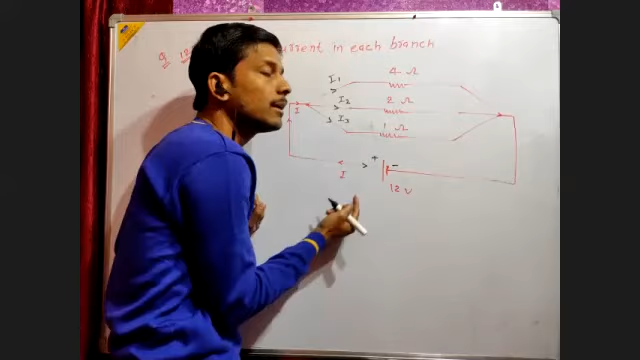 Q. current in each branch
I1 4 Ω
I I2 2 Ω
I3 1 Ω
+ -
I 12 V